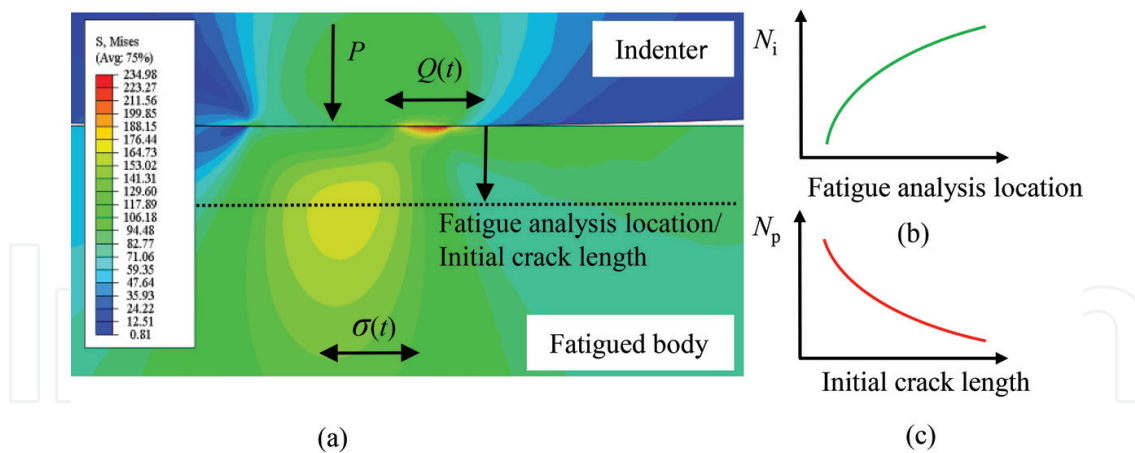 S, Mises
(Avg: 75%)
234.98
223.27
211.56
199.85
188.15
176.44
164.73
153.02
141.31
129.60
117.89
106.18
94.48
82.77
71.06
59.35
47.64
35.93
24.22
12.51
0.81
P
Q(t)
Indenter
Fatigue analysis location/
Initial crack length
σ(t)
Fatigued body
(a)
Ni
Fatigue analysis location
(b)
Np
Initial crack length
(c)